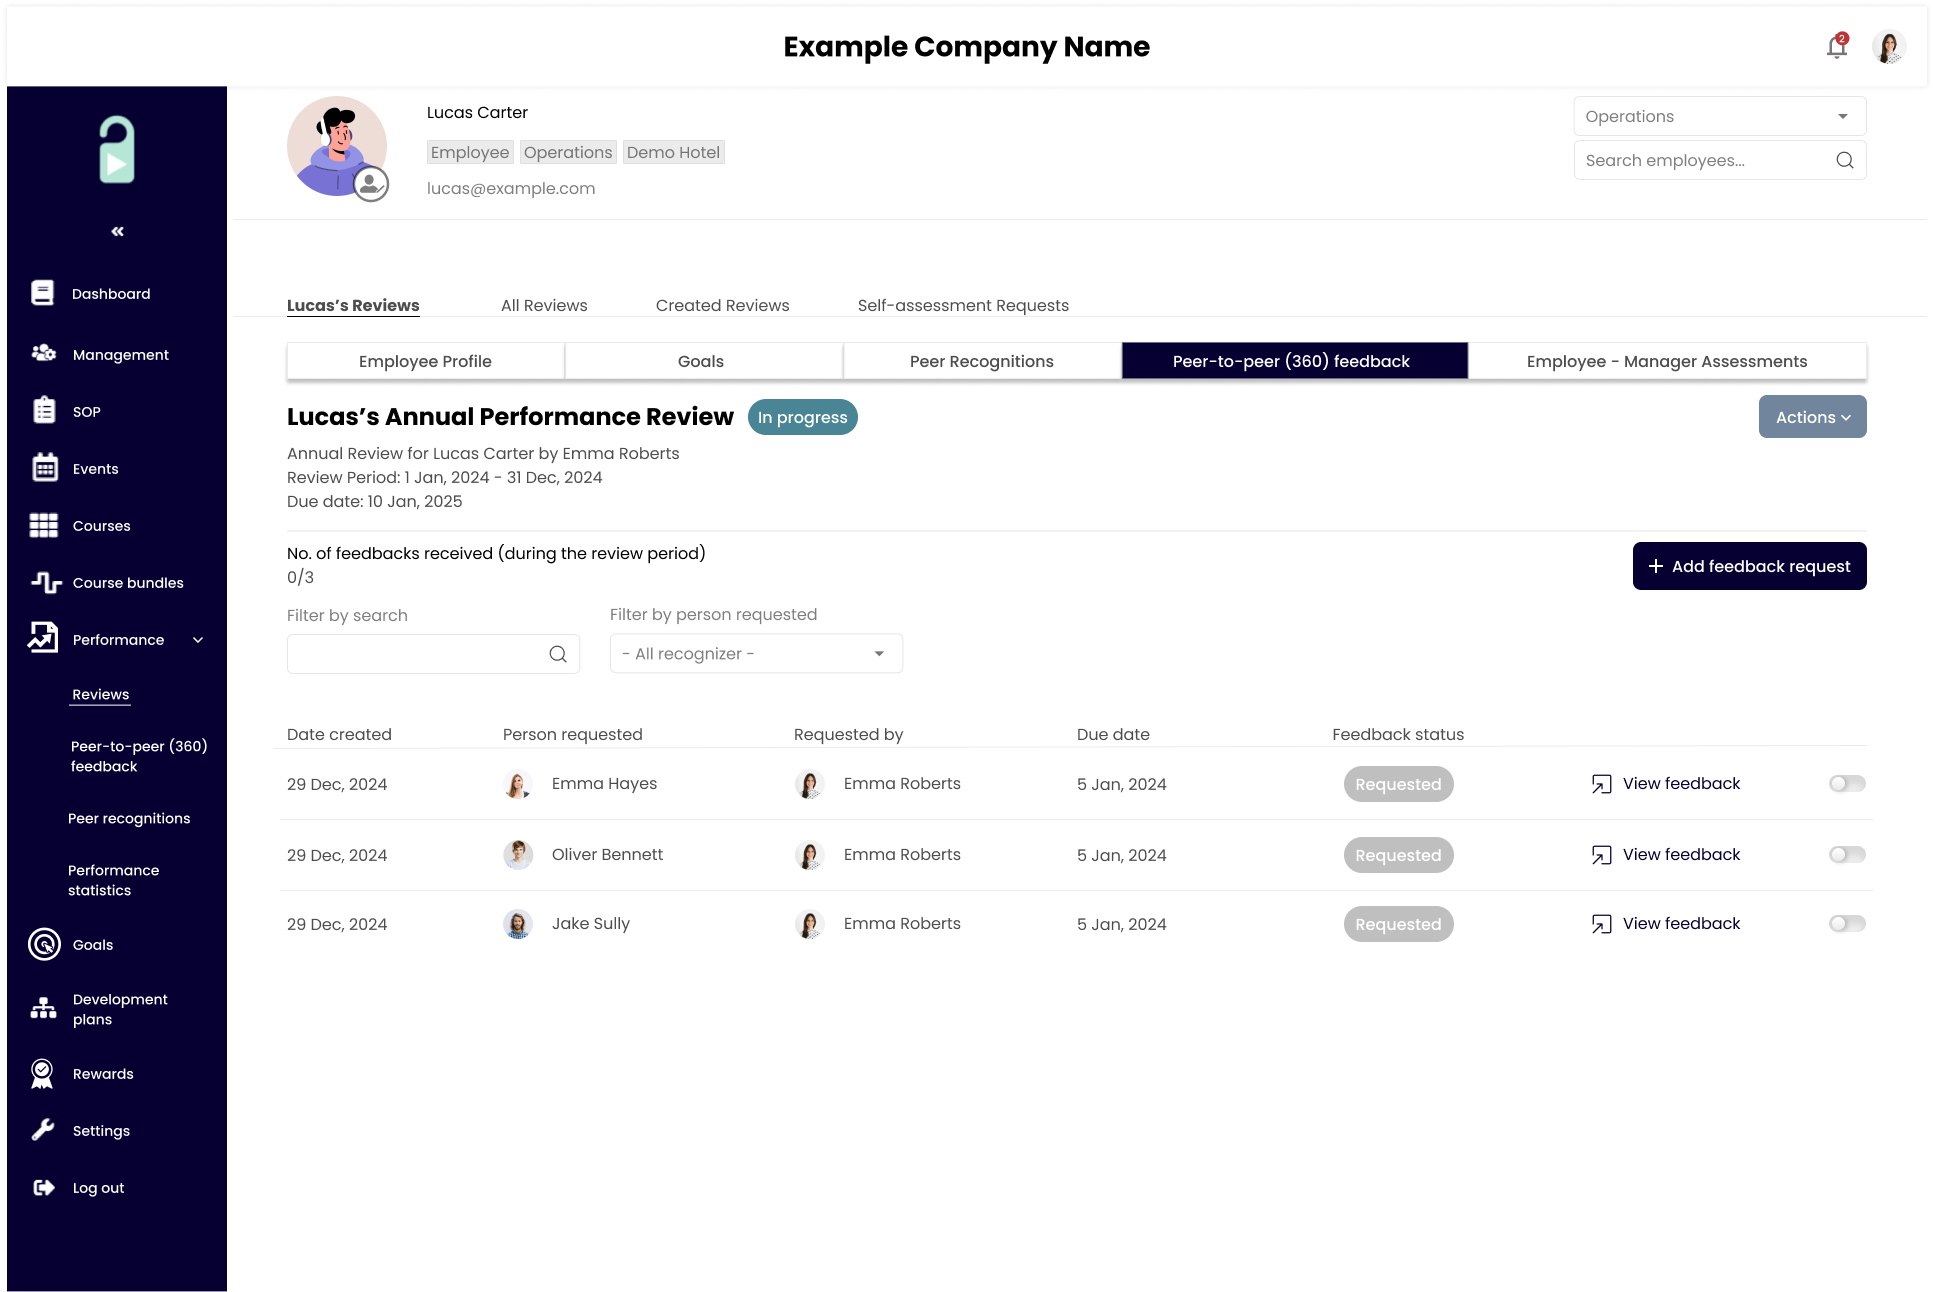 Example Company Name
2
Lucas Carter
Employee Operations Demo Hotel
lucas@example.com
Operations
Search employees...
Dashboard
Management
SOP
Events
Courses
Course bundles
Performance
Reviews
Peer-to-peer (360)
feedback
Peer recognitions
Performance
statistics
Goals
Development
plans
Rewards
Settings
Log out
Lucas’s Reviews All Reviews Created Reviews Self-assessment Requests
Employee Profile Goals Peer Recognitions Peer-to-peer (360) feedback Employee - Manager Assessments
Lucas’s Annual Performance Review In progress Actions
Annual Review for Lucas Carter by Emma Roberts
Review Period: 1 Jan, 2024 - 31 Dec, 2024
Due date: 10 Jan, 2025
No. of feedbacks received (during the review period)
0/3
+ Add feedback request
Filter by search Filter by person requested
- All recognizer -
Date created Person requested Requested by Due date Feedback status
29 Dec, 2024 Emma Hayes Emma Roberts 5 Jan, 2024 Requested View feedback
29 Dec, 2024 Oliver Bennett Emma Roberts 5 Jan, 2024 Requested View feedback
29 Dec, 2024 Jake Sully Emma Roberts 5 Jan, 2024 Requested View feedback